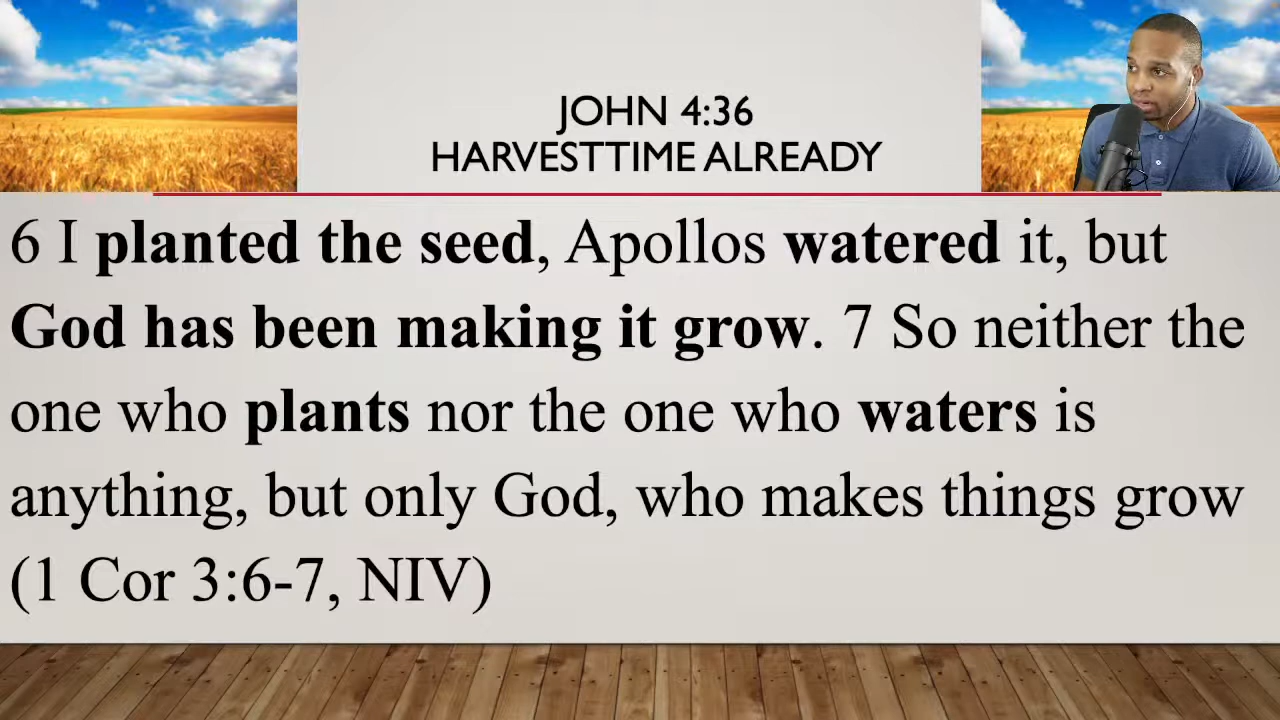 JOHN 4:36
HARVESTTIME ALREADY
6 I planted the seed, Apollos watered it, but
God has been making it grow. 7 So neither the
one who plants nor the one who waters is
anything, but only God, who makes things grow
(1 Cor 3:6-7, NIV)